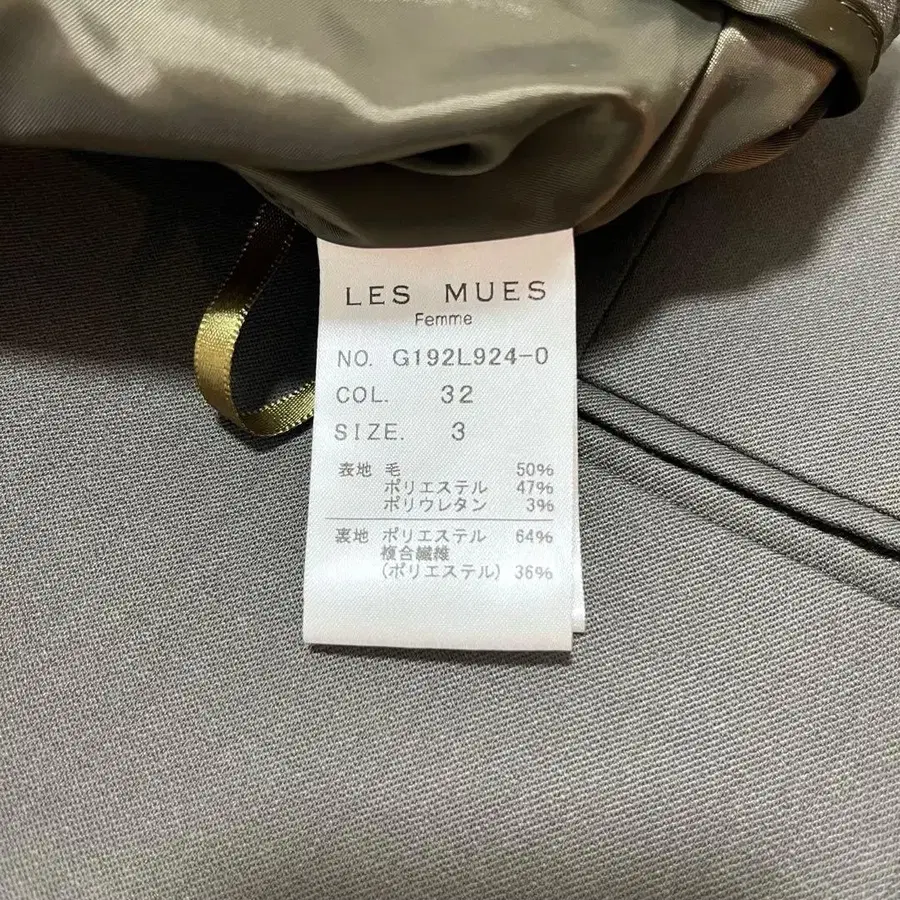 LES MUES
Femme
NO. G192L924-0
COL. 32
SIZE. 3
表地 毛 50%
ポリエステル 47%
ポリウレタン 3%
裏地 ポリエステル 64%
複合繊維
(ポリエステル) 36%